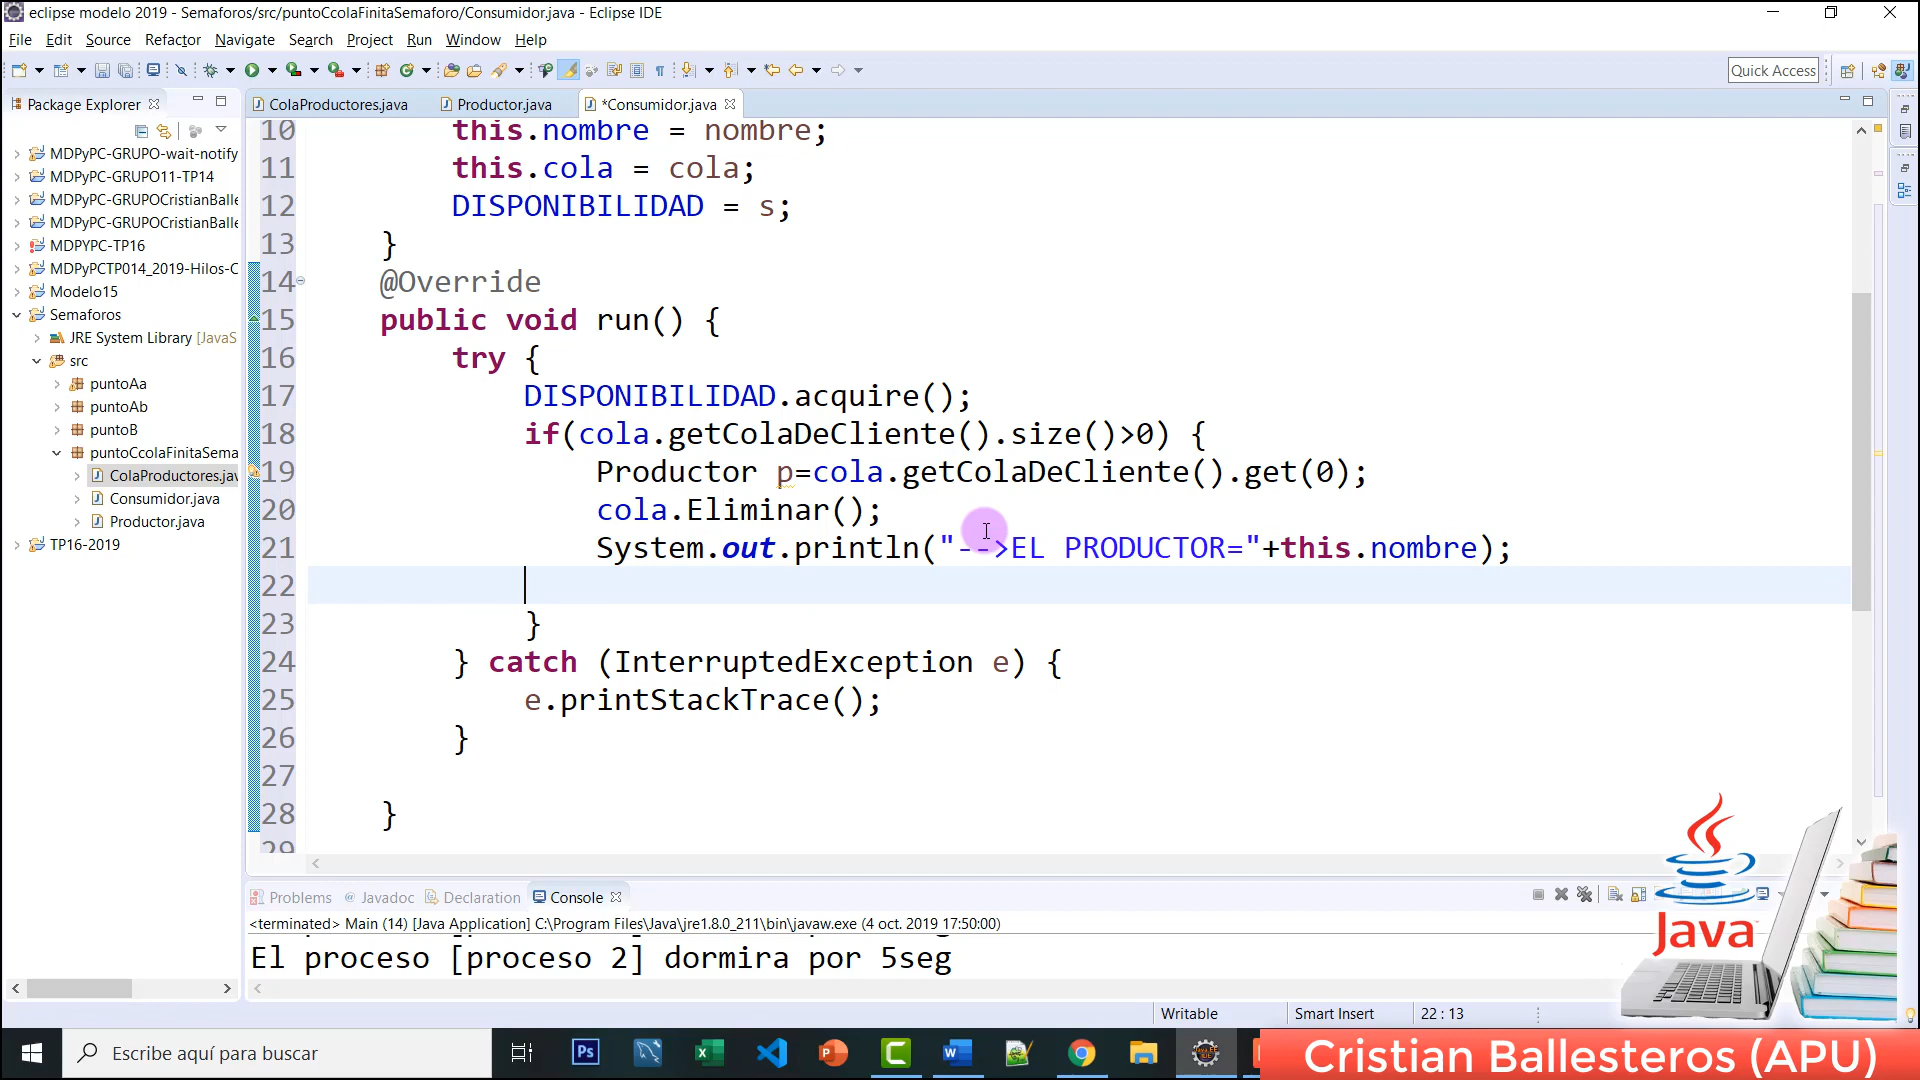 eclipse modelo 2019 - Semaforos/src/puntoCcolaFinitaSemaforo/Consumidor.java - Eclipse IDE
File Edit Source Refactor Navigate Search Project Run Window Help
Quick Access
Package Explorer
ColaProductores.java Productor.java *Consumidor.java
MDPyPC-GRUPO-wait-notify
MDPyPC-GRUPO11-TP14
MDPyPC-GRUPOCristianBalle
MDPyPC-GRUPOCristianBalle
MDPYPC-TP16
MDPyPCTP014_2019-Hilos-C
Modelo15
Semaforos
JRE System Library [JavaS
src
puntoAa
puntoAb
puntoB
puntoCcolaFinitaSema
ColaProductores.jav
Consumidor.java
Productor.java
TP16-2019
10 this.nombre = nombre;
11 this.cola = cola;
12 DISPONIBILIDAD = s;
13 }
14 @Override
15 public void run() {
16 try {
17 DISPONIBILIDAD.acquire();
18 if(cola.getColaDeCliente().size()>0) {
19 Productor p=cola.getColaDeCliente().get(0);
20 cola.Eliminar();
21 System.out.println("-->EL PRODUCTOR="+this.nombre);
22
23 }
24 } catch (InterruptedException e) {
25 e.printStackTrace();
26 }
27
28 }
29
Problems Javadoc Declaration Console
<terminated> Main (14) [Java Application] C:\Program Files\Java\jre1.8.0_211\bin\javaw.exe (4 oct. 2019 17:50:00)
El proceso [proceso 2] dormira por 5seg
Java
Writable Smart Insert 22 : 13
Escribe aquí para buscar
Cristian Ballesteros (APU)